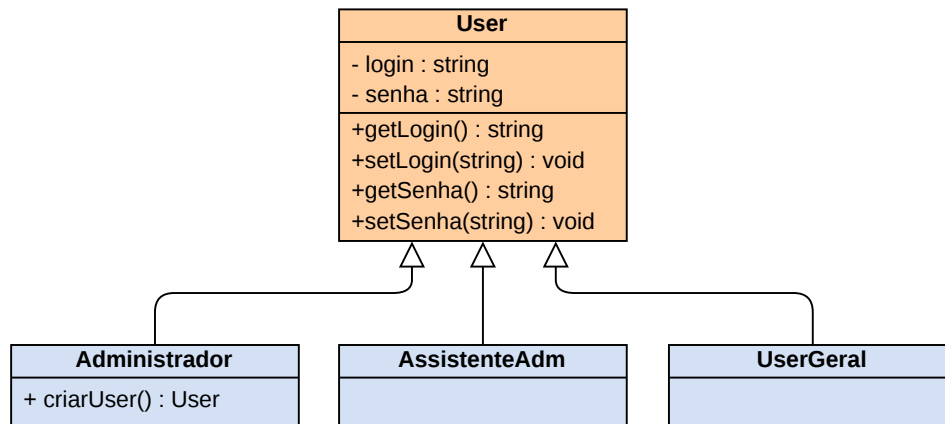 User
- login : string
- senha : string
+getLogin() : string
+setLogin(string) : void
+getSenha() : string
+setSenha(string) : void
Administrador
+ criarUser() : User
AssistenteAdm
UserGeral